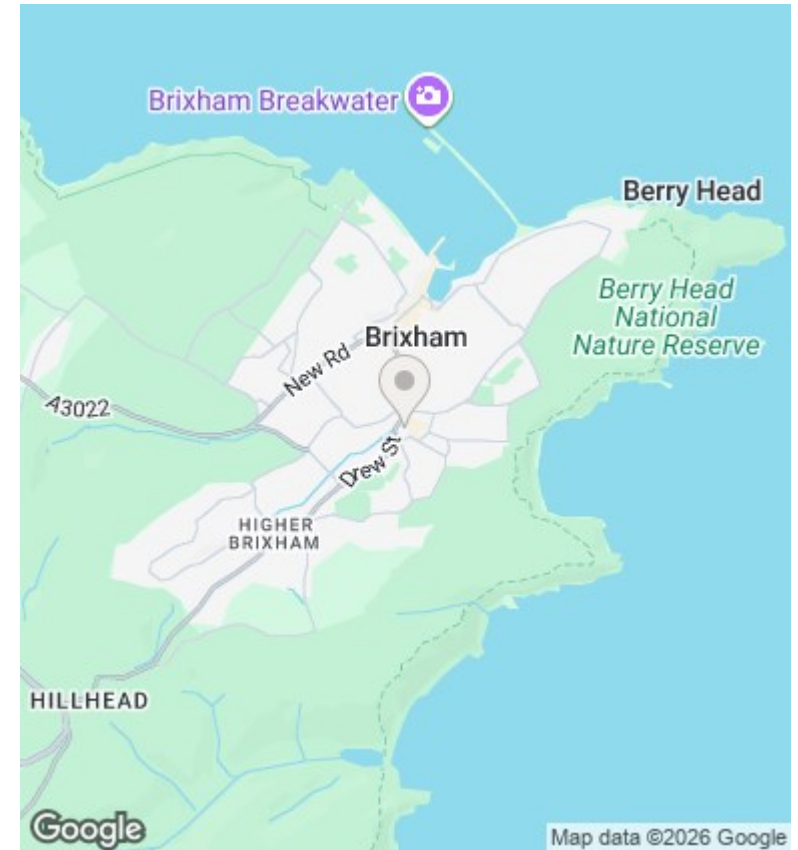 Brixham Breakwater
Berry Head
Berry Head
National
Nature Reserve
Brixham
New Rd
A3022
Drew St
HIGHER
BRIXHAM
HILLHEAD
Google
Map data ©2026 Google